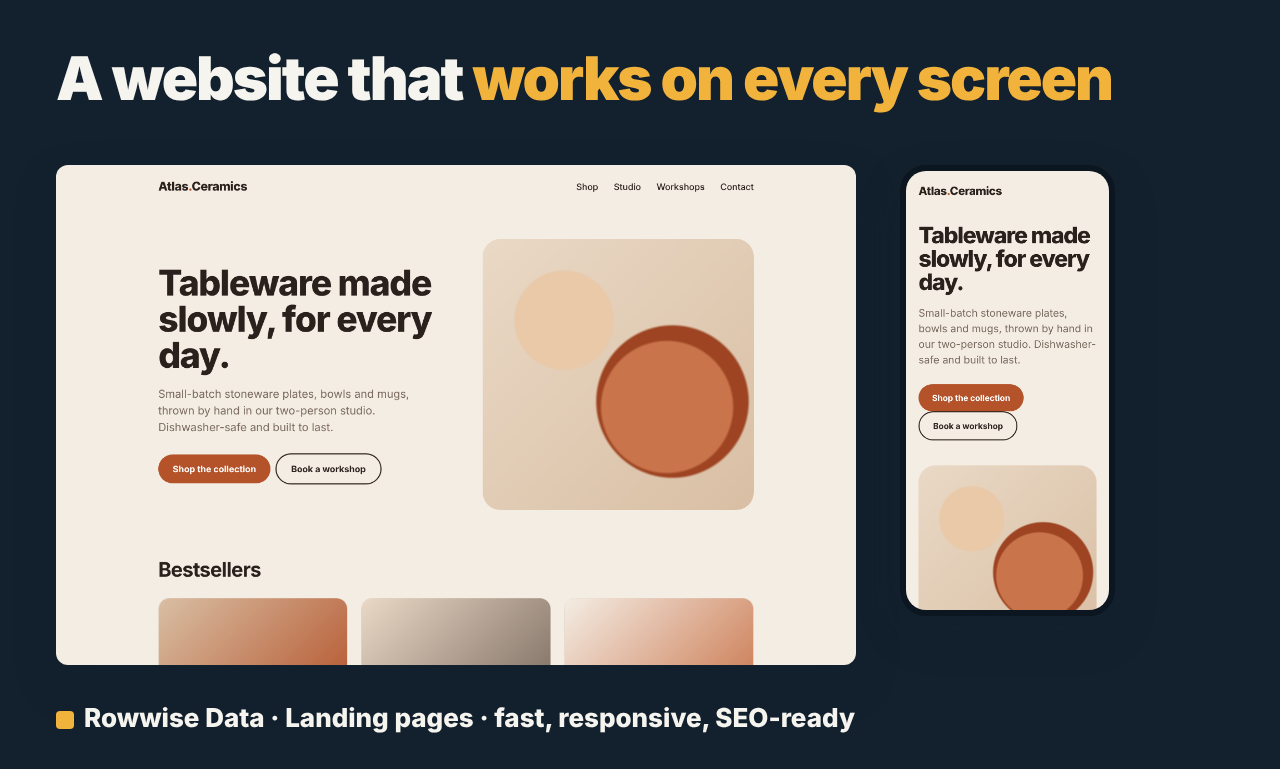 A website that works on every screen
Atlas.Ceramics
Shop Studio Workshops Contact
Tableware made
slowly, for every
day.
Small-batch stoneware plates, bowls and mugs,
thrown by hand in our two-person studio.
Dishwasher-safe and built to last.
Shop the collection
Book a workshop
Bestsellers
Atlas.Ceramics
Tableware made
slowly, for every
day.
Small-batch stoneware plates,
bowls and mugs, thrown by hand in
our two-person studio. Dishwasher-
safe and built to last.
Shop the collection
Book a workshop
Rowwise Data · Landing pages · fast, responsive, SEO-ready